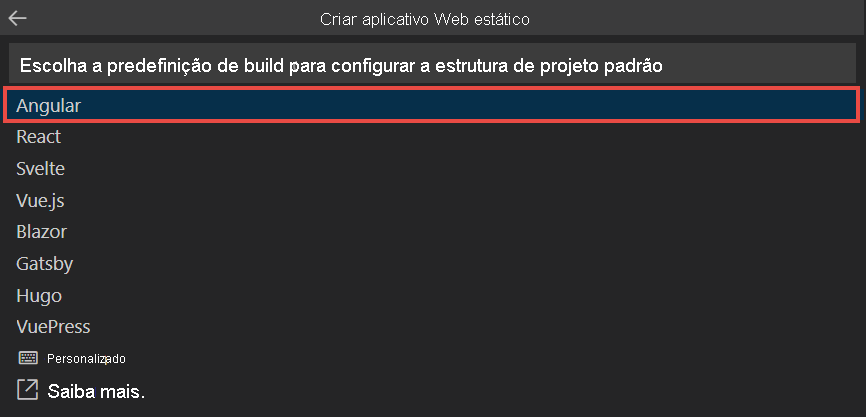 Criar aplicativo Web estático
Escolha a predefinição de build para configurar a estrutura de projeto padrão
Angular
React
Svelte
Vue.js
Blazor
Gatsby
Hugo
VuePress
Personalizado
Saiba mais.